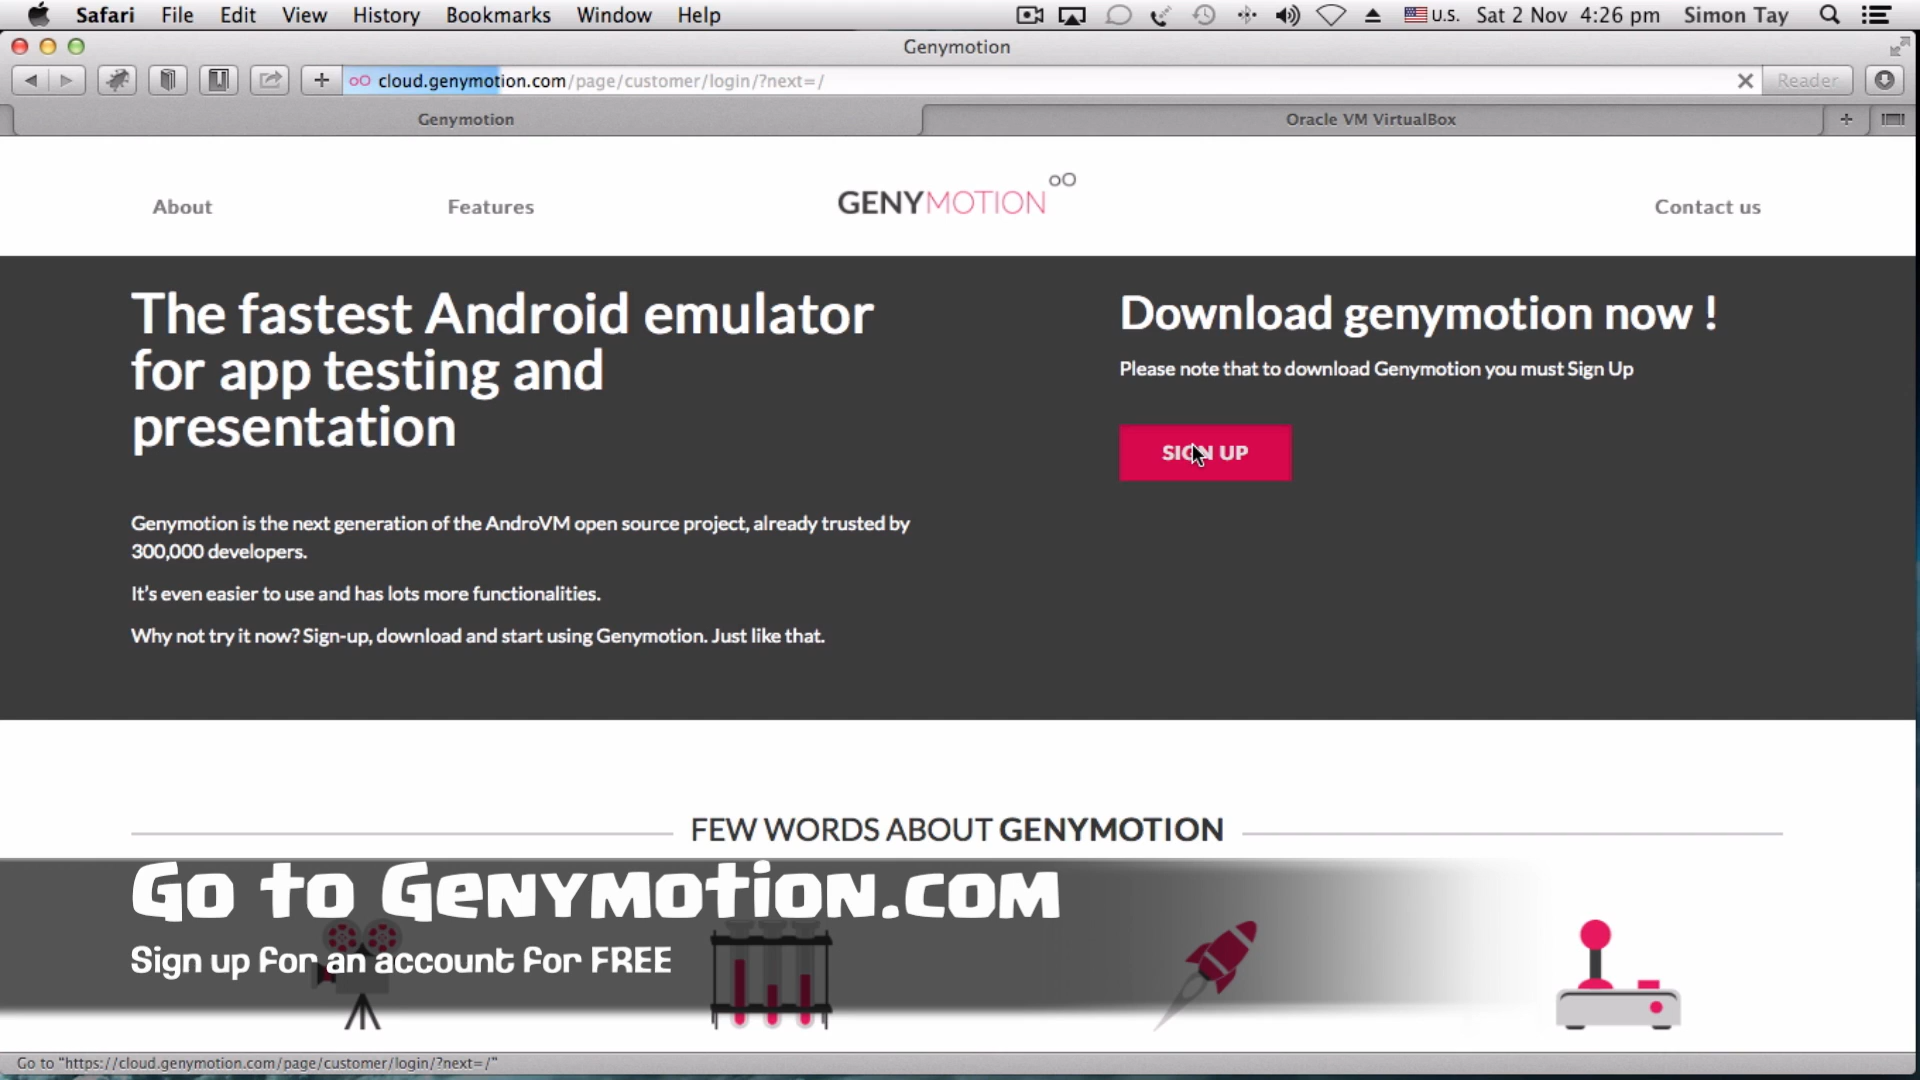 Safari File Edit View History Bookmarks Window Help U.S. Sat 2 Nov 4:26 pm Simon Tay
Genymotion
cloud.genymotion.com/page/customer/login/?next=/ Reader
Genymotion Oracle VM VirtualBox
About Features GENYMOTION Contact us
The fastest Android emulator
for app testing and
presentation
Download genymotion now !
Please note that to download Genymotion you must Sign Up
SIGN UP
Genymotion is the next generation of the AndroVM open source project, already trusted by
300,000 developers.
It's even easier to use and has lots more functionalities.
Why not try it now? Sign-up, download and start using Genymotion. Just like that.
FEW WORDS ABOUT GENYMOTION
Go to Genymotion.com
Sign up for an account for FREE
Go to "https://cloud.genymotion.com/page/customer/login/?next=/"